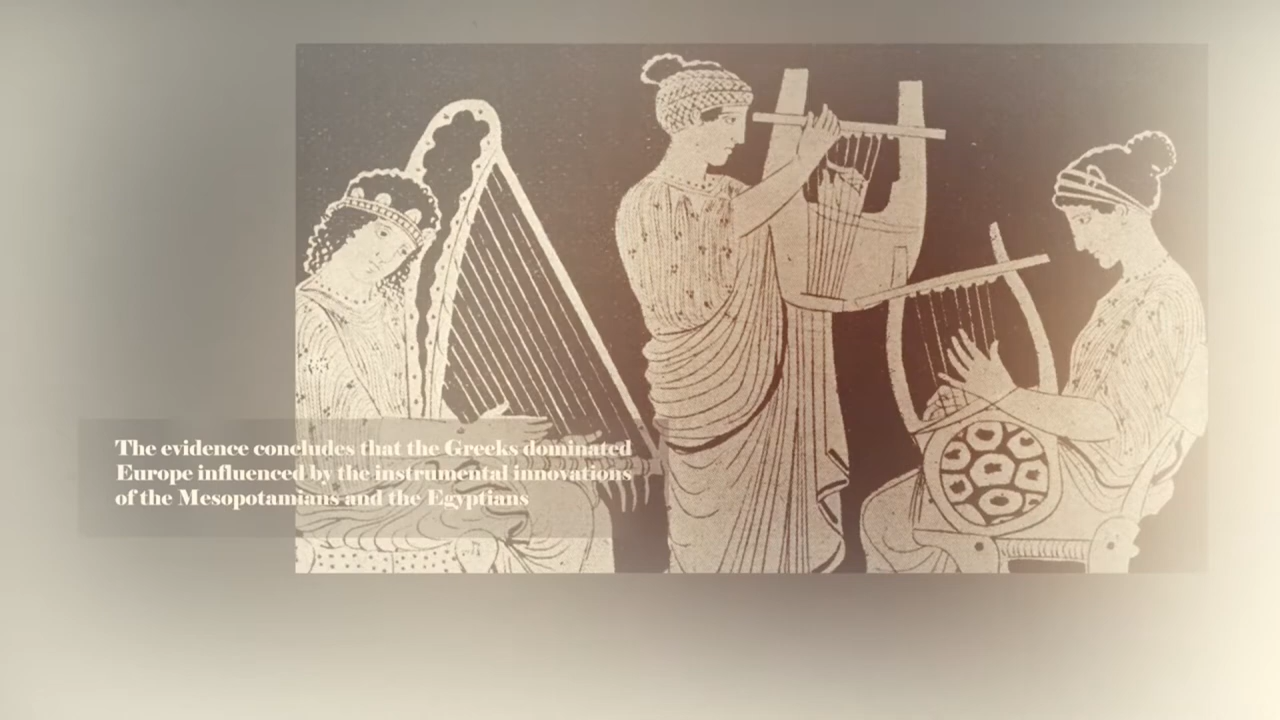 The evidence concludes that the Greeks dominated
Europe influenced by the instrumental innovations
of the Mesopotamians and the Egyptians